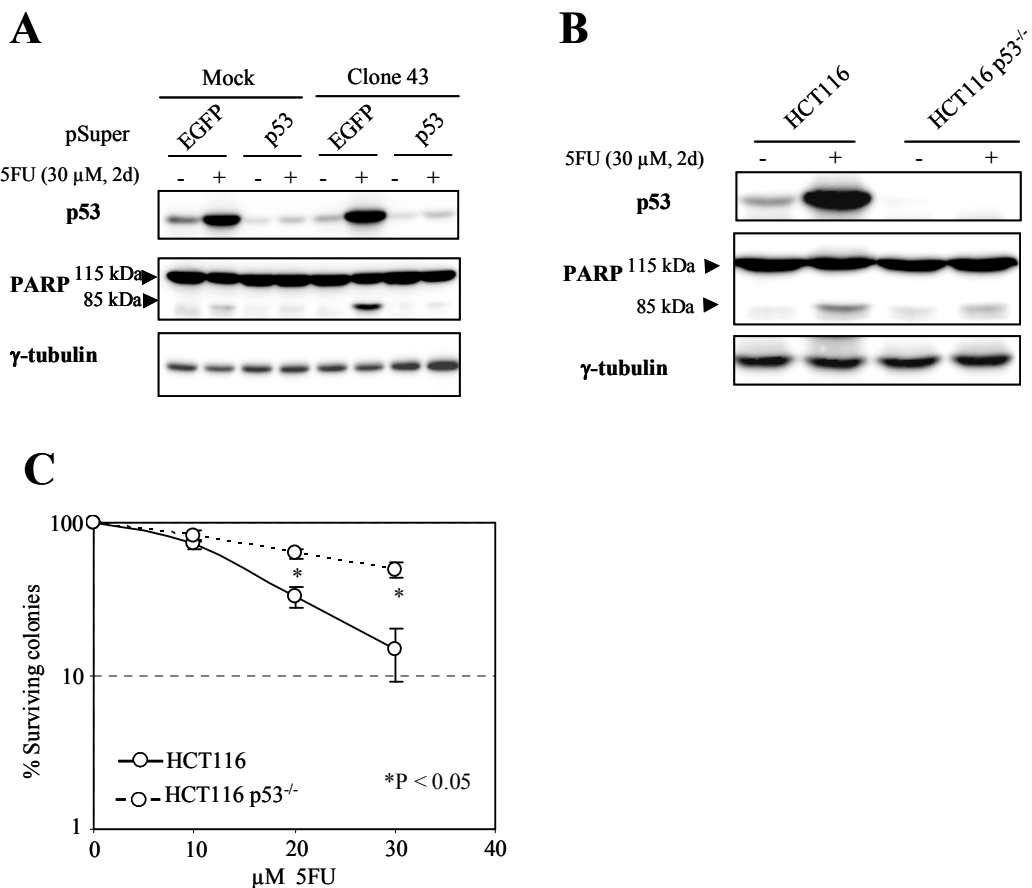 A
Mock Clone 43
pSuper EGFP p53 EGFP p53
5FU (30 µM, 2d) - + - + - + - +
p53
PARP 115 kDa
85 kDa
γ-tubulin
B
HCT116 HCT116 p53-/-
5FU (30 µM, 2d) - + - +
p53
PARP 115 kDa
85 kDa
γ-tubulin
C
% Surviving colonies
100
10
1
* *
HCT116
HCT116 p53-/-
*P < 0.05
0 10 20 30 40
µM 5FU